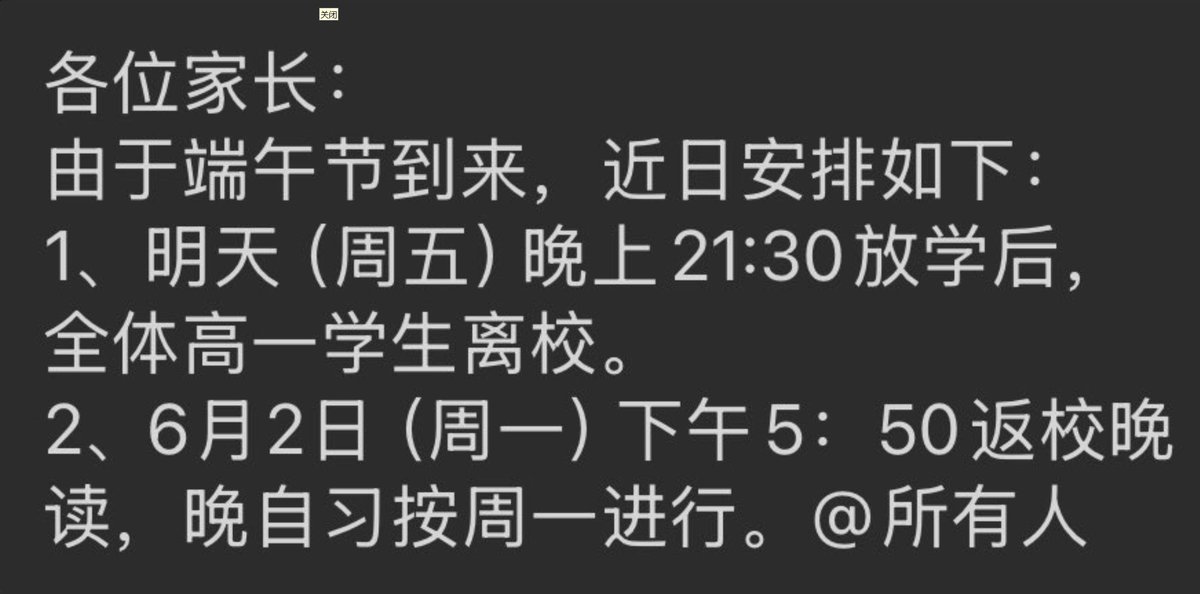 关闭
各位家长：
由于端午节到来，近日安排如下：
1、明天（周五）晚上21:30放学后，
全体高一学生离校。
2、6月2日（周一）下午5：50返校晚
读，晚自习按周一进行。@所有人